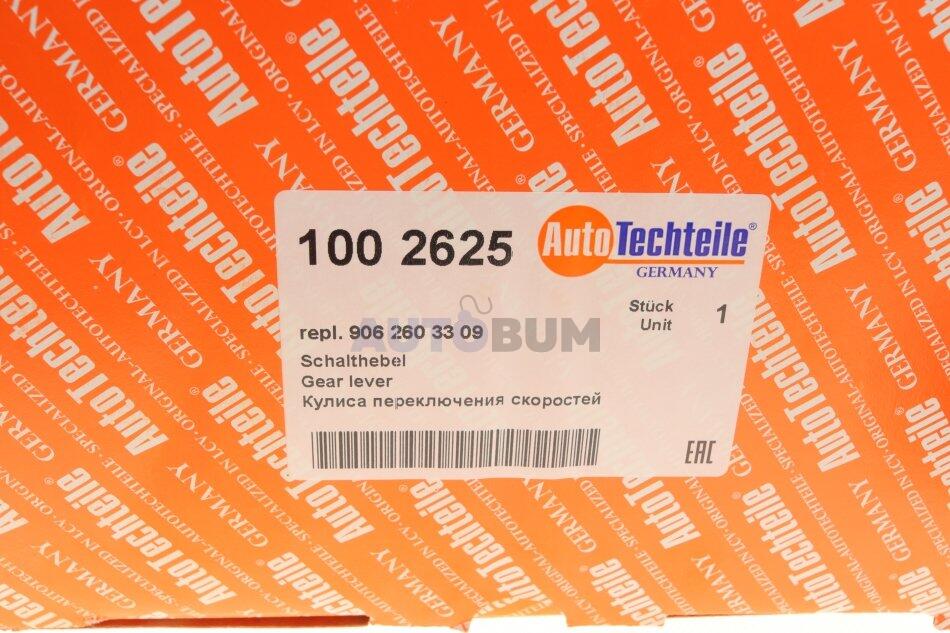 100 2625
AutoTechteile®
GERMANY
Stück
Unit
1
repl. 906 260 33 09
AUTOBUM
Schalthebel
Gear lever
Кулиса переключения скоростей
EAC
AutoTechteile®
GERMANY
SPECIALIZED IN LCV · ORIGINAL-AUTOTECHTEILE ·